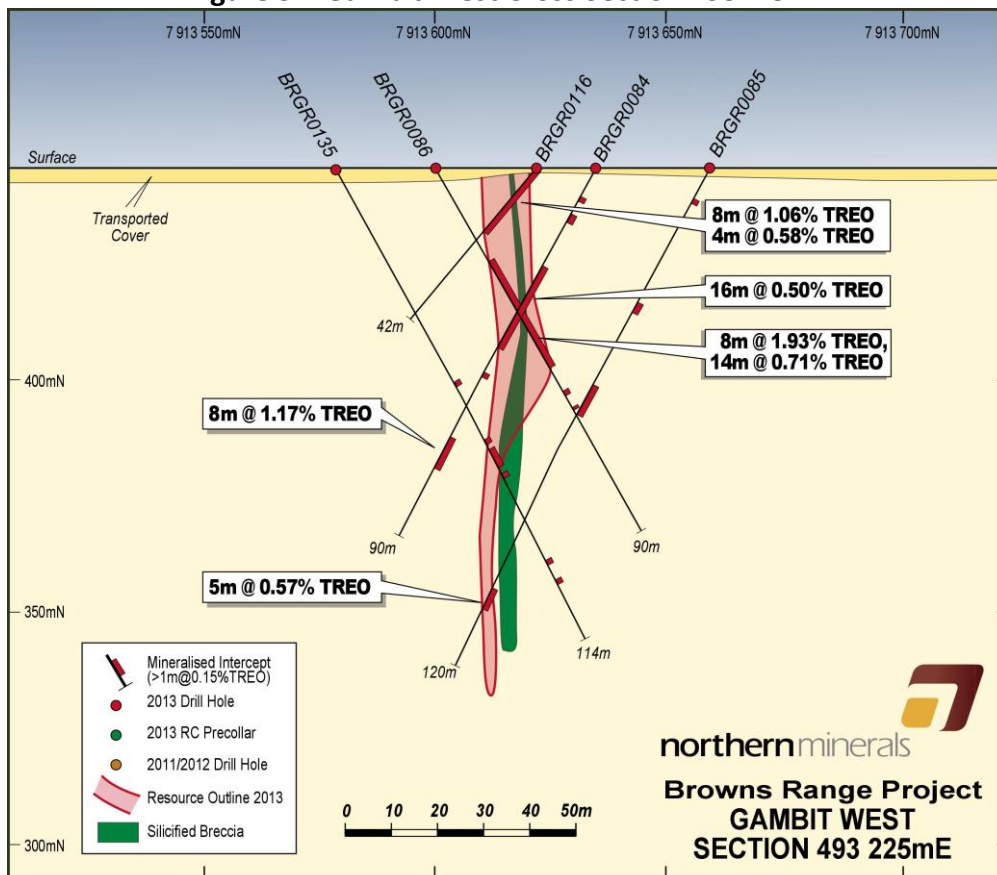 7 913 550mN
7 913 600mN
7 913 650mN
7 913 700mN
BRGR0135
BRGR0086
BRGR0116
BRGR0084
BRGR0085
Surface
Transported
Cover
8m @ 1.06% TREO
4m @ 0.58% TREO
16m @ 0.50% TREO
8m @ 1.93% TREO,
14m @ 0.71% TREO
42m
400mN
8m @ 1.17% TREO
90m
90m
5m @ 0.57% TREO
350mN
120m
114m
Mineralised Intercept
(>1m@0.15%TREO)
2013 Drill Hole
2013 RC Precollar
2011/2012 Drill Hole
Resource Outline 2013
Silicified Breccia
0 10 20 30 40 50m
northernminerals
Browns Range Project
GAMBIT WEST
SECTION 493 225mE
300mN